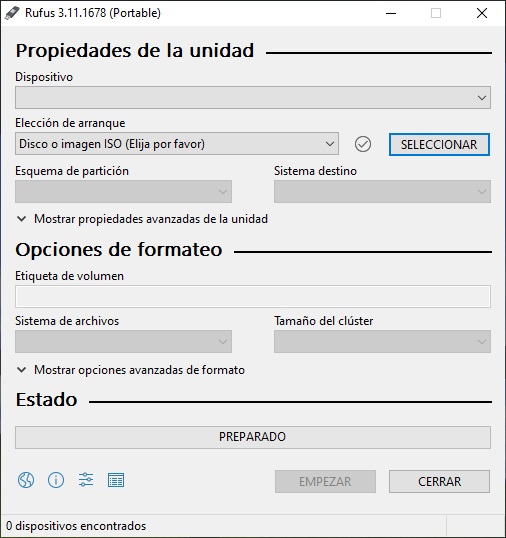 Rufus 3.11.1678 (Portable)
Propiedades de la unidad
Dispositivo
Elección de arranque
Disco o imagen ISO (Elija por favor)
SELECCIONAR
Esquema de partición
Sistema destino
Mostrar propiedades avanzadas de la unidad
Opciones de formateo
Etiqueta de volumen
Sistema de archivos
Tamaño del clúster
Mostrar opciones avanzadas de formato
Estado
PREPARADO
EMPEZAR
CERRAR
0 dispositivos encontrados